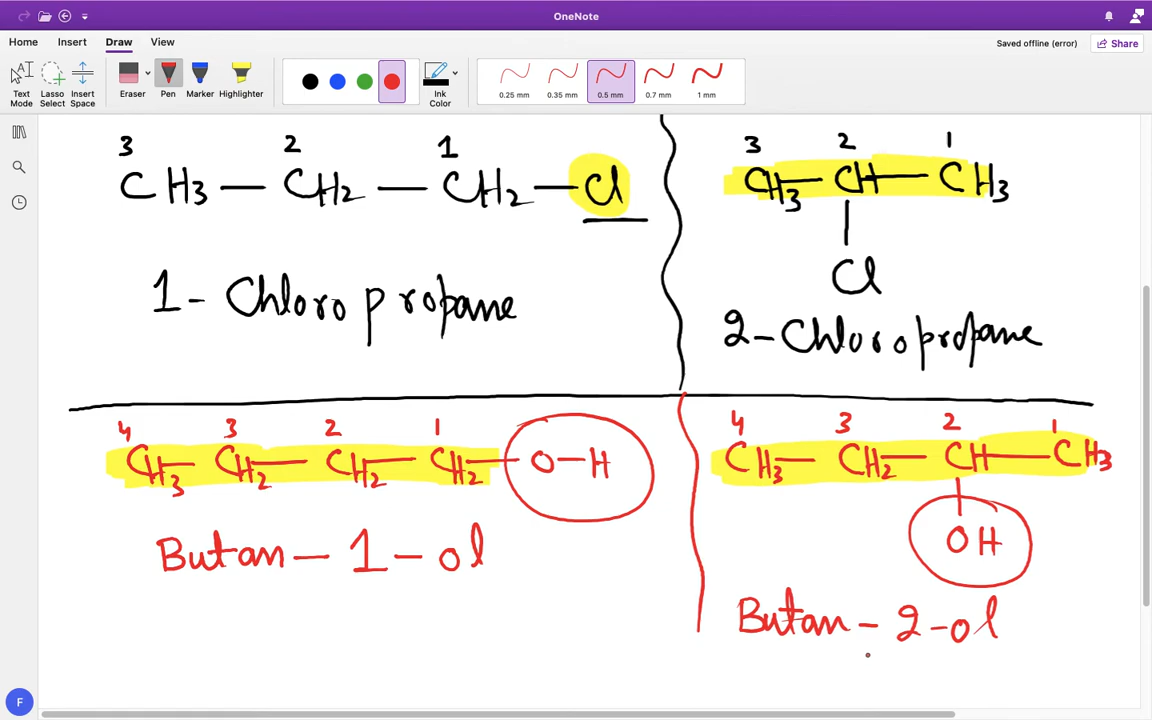 OneNote
Home Insert Draw View
Saved offline (error) Share
Text Mode Lasso Select Insert Space Eraser Pen Marker Highlighter Ink Color 0.25 mm 0.35 mm 0.5 mm 0.7 mm 1 mm
3 2 1
CH3 — CH2 — CH2 — Cl
1- Chloropropane
3 2 1
CH3 — CH — CH3
Cl
2-Chloropropane
4 3 2 1
CH3 — CH2 — CH2 — CH2 — O — H
Butan — 1 — ol
4 3 2 1
CH3 — CH2 — CH — CH3
OH
Butan — 2 - ol
F